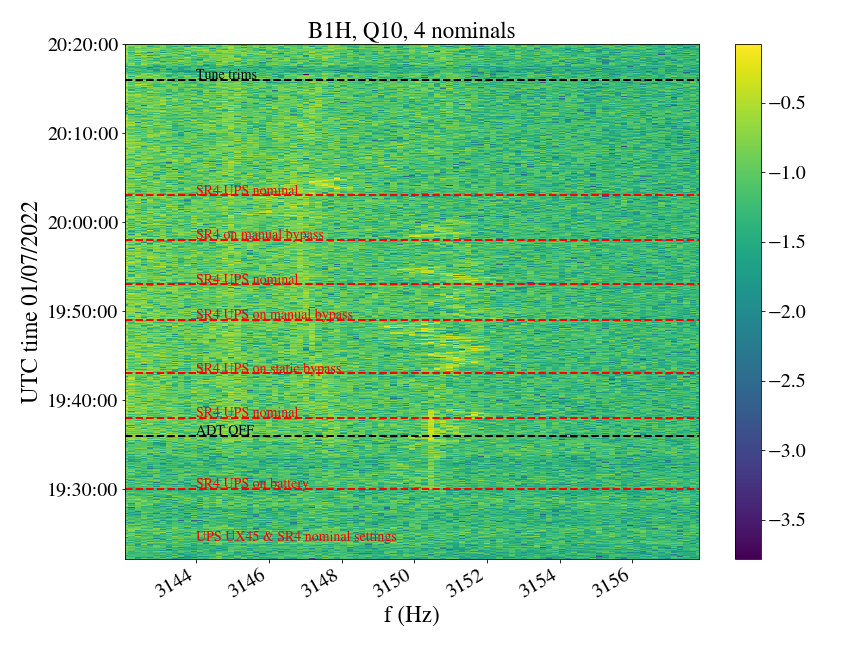 B1H, Q10, 4 nominals
20:20:00
Tune trims
20:10:00
SR4 UPS nominal
20:00:00
SR4 on manual bypass
SR4 UPS nominal
19:50:00
SR4 UPS on manual bypass
SR4 UPS on static bypass
19:40:00
SR4 UPS nominal
ADT OFF
19:30:00
SR4 UPS on battery
UPS UX45 & SR4 nominal settings
UTC time 01/07/2022
3144
3146
3148
3150
3152
3154
3156
f (Hz)
−0.5
−1.0
−1.5
−2.0
−2.5
−3.0
−3.5